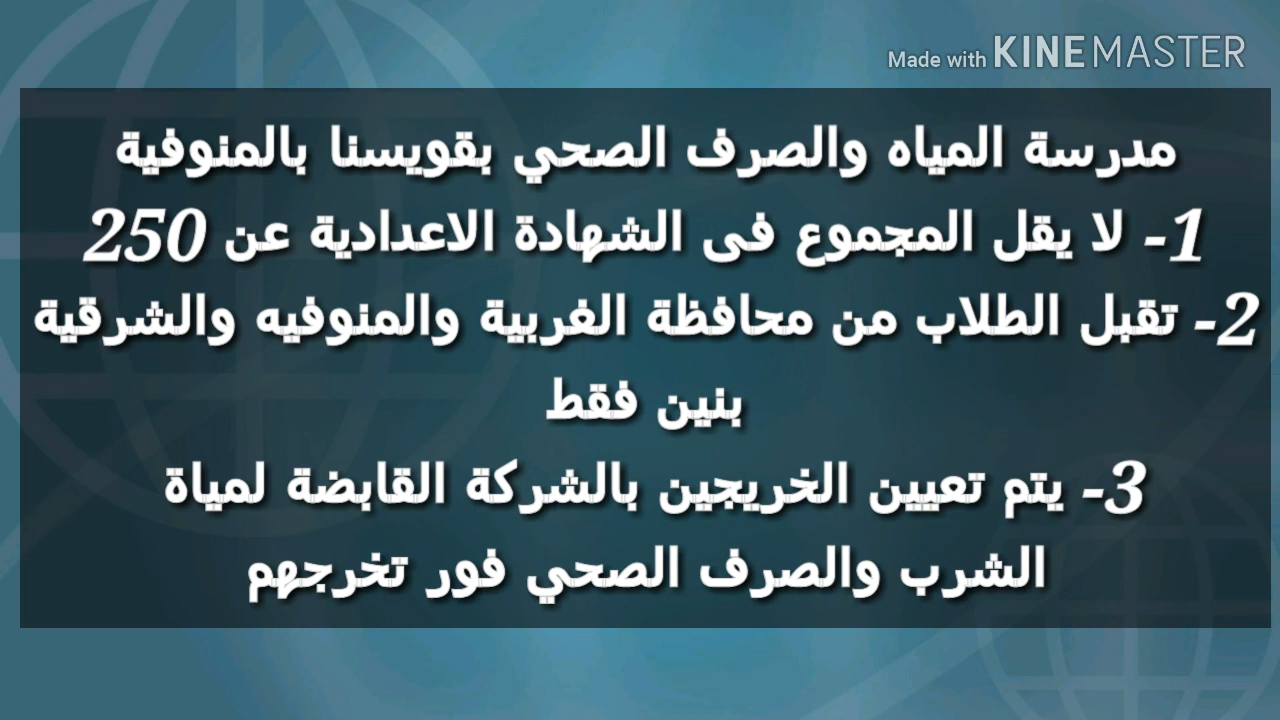 Made with KINEMASTER
مدرسة المياه والصرف الصحي بقويسنا بالمنوفية
1- لا يقل المجموع فى الشهادة الاعدادية عن 250
2- تقبل الطلاب من محافظة الغربية والمنوفيه والشرقية
بنين فقط
3- يتم تعيين الخريجين بالشركة القابضة لمياة
الشرب والصرف الصحي فور تخرجهم